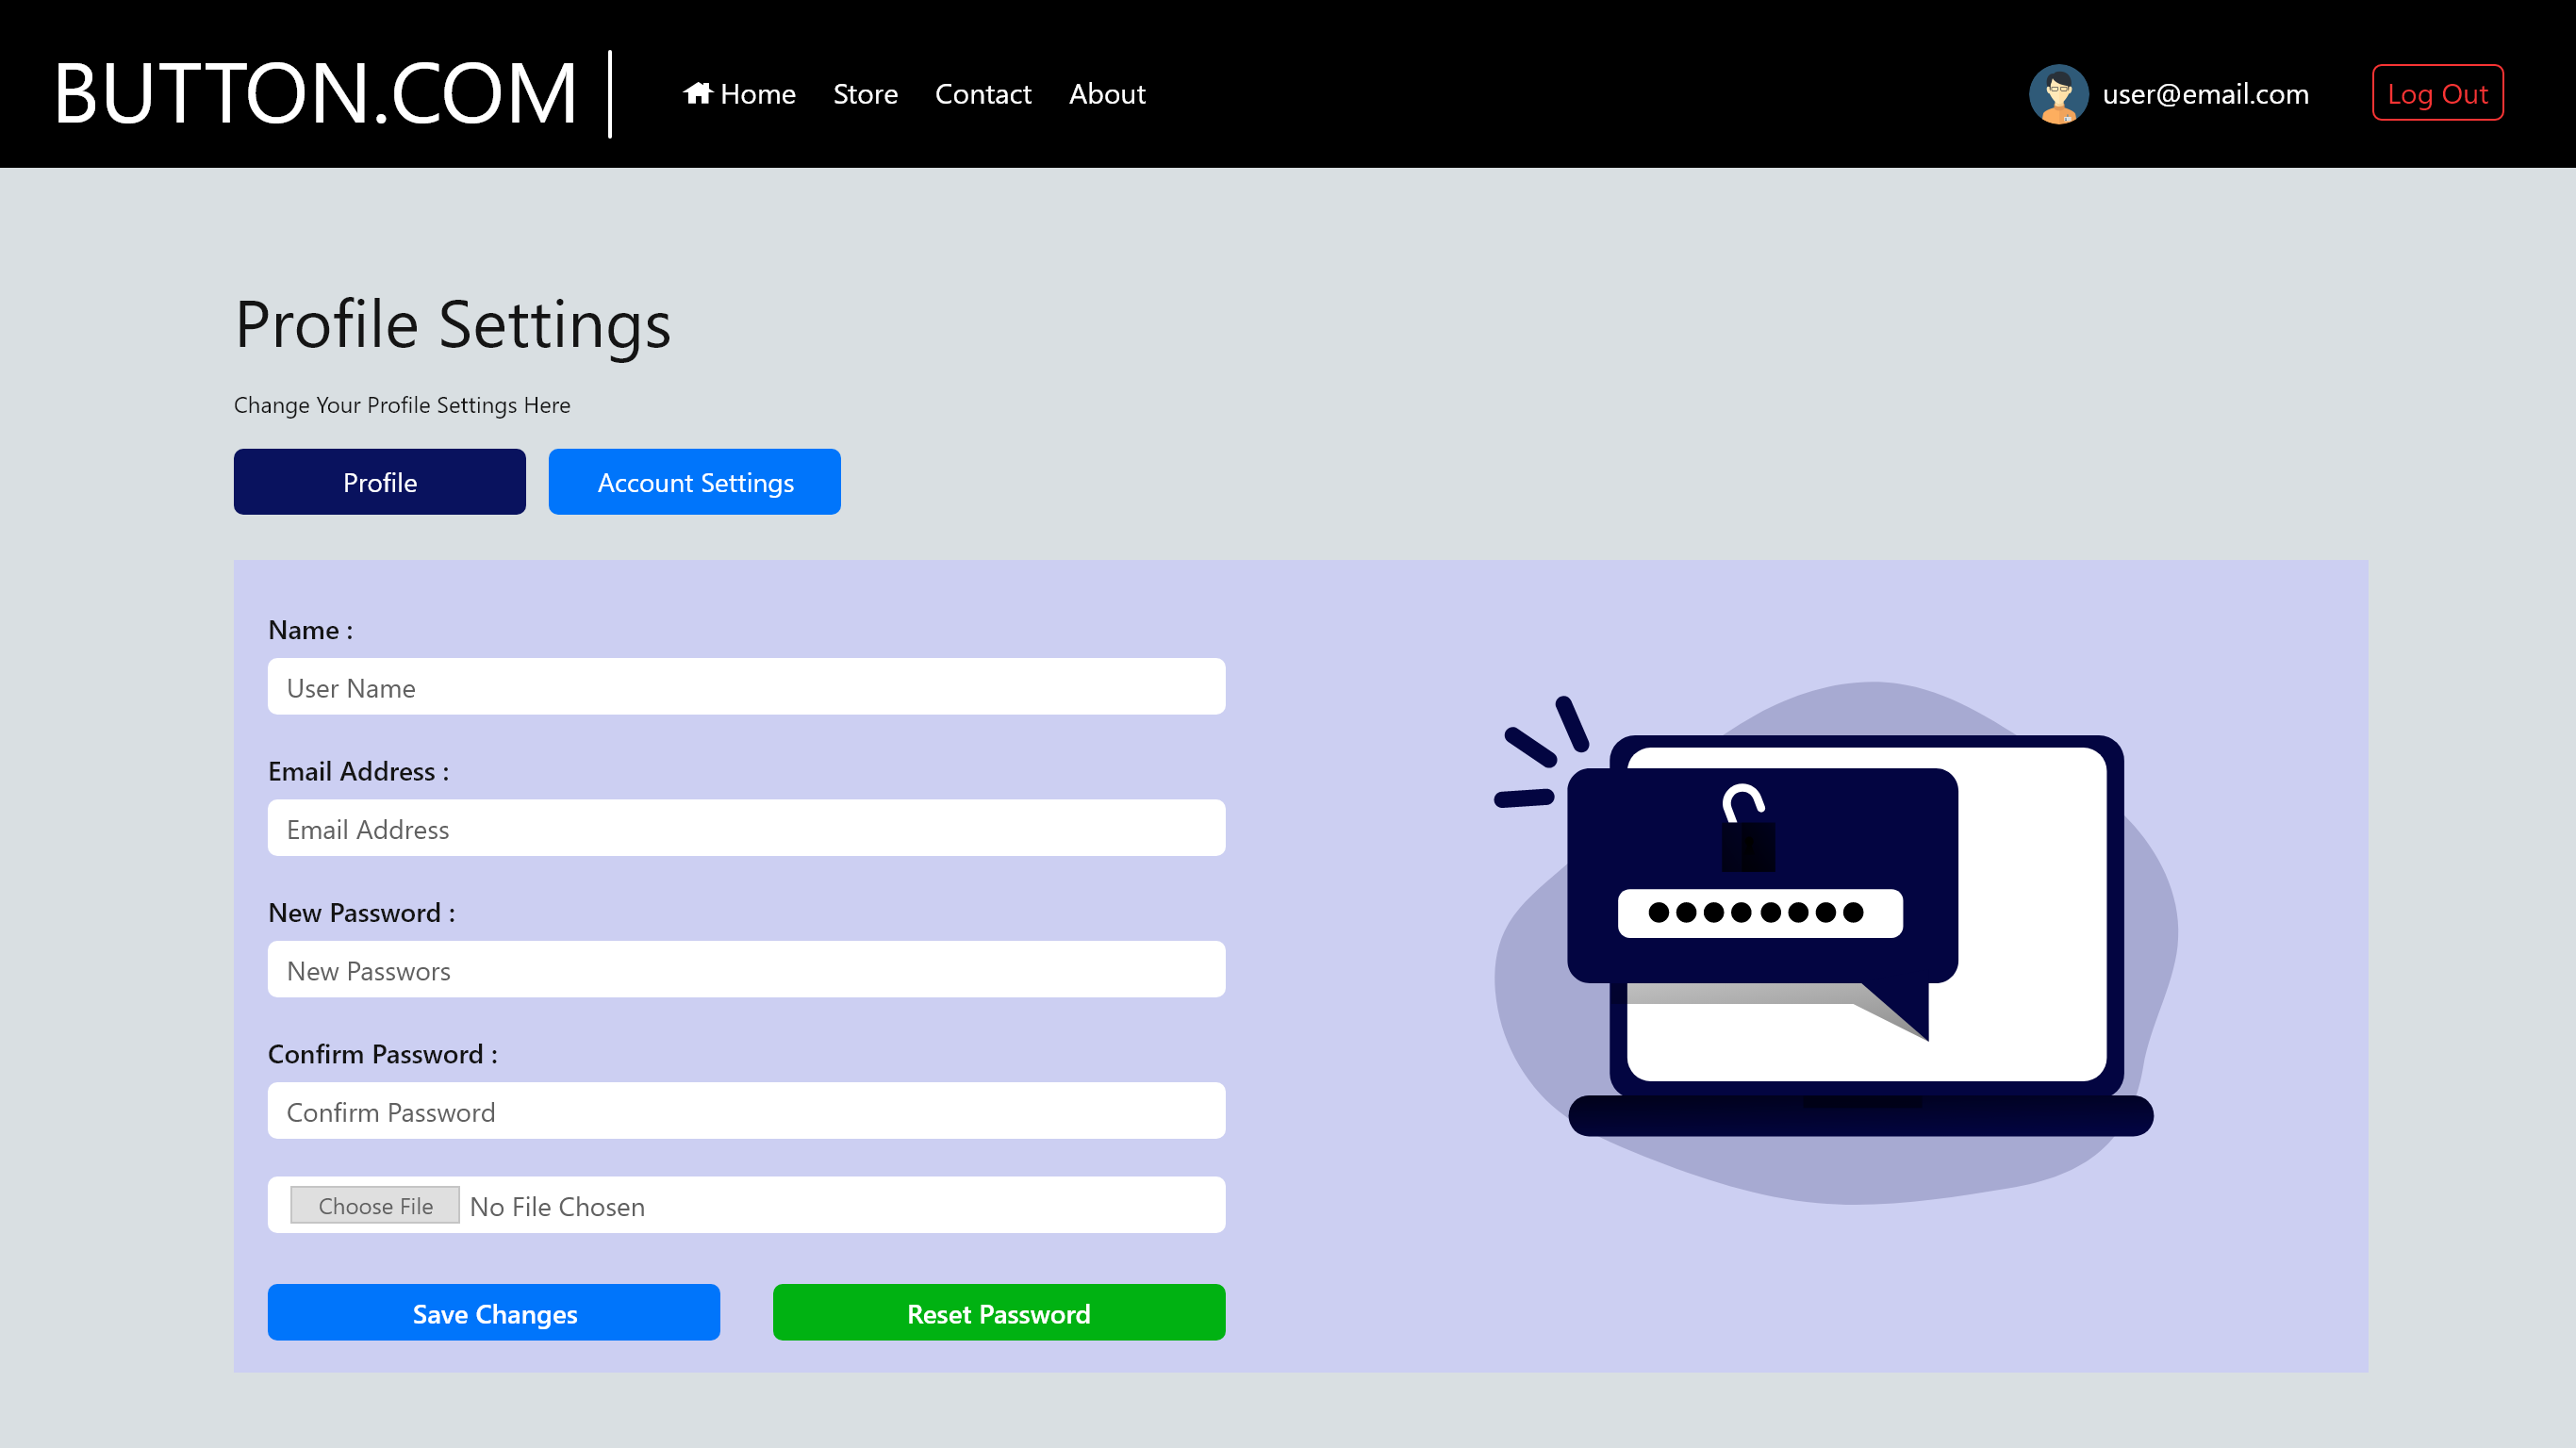 BUTTON.COM
Home Store Contact About
user@email.com
Log Out
Profile Settings
Change Your Profile Settings Here
Profile
Account Settings
Name :
User Name
Email Address :
Email Address
New Password :
New Passwors
Confirm Password :
Confirm Password
Choose File No File Chosen
Save Changes
Reset Password